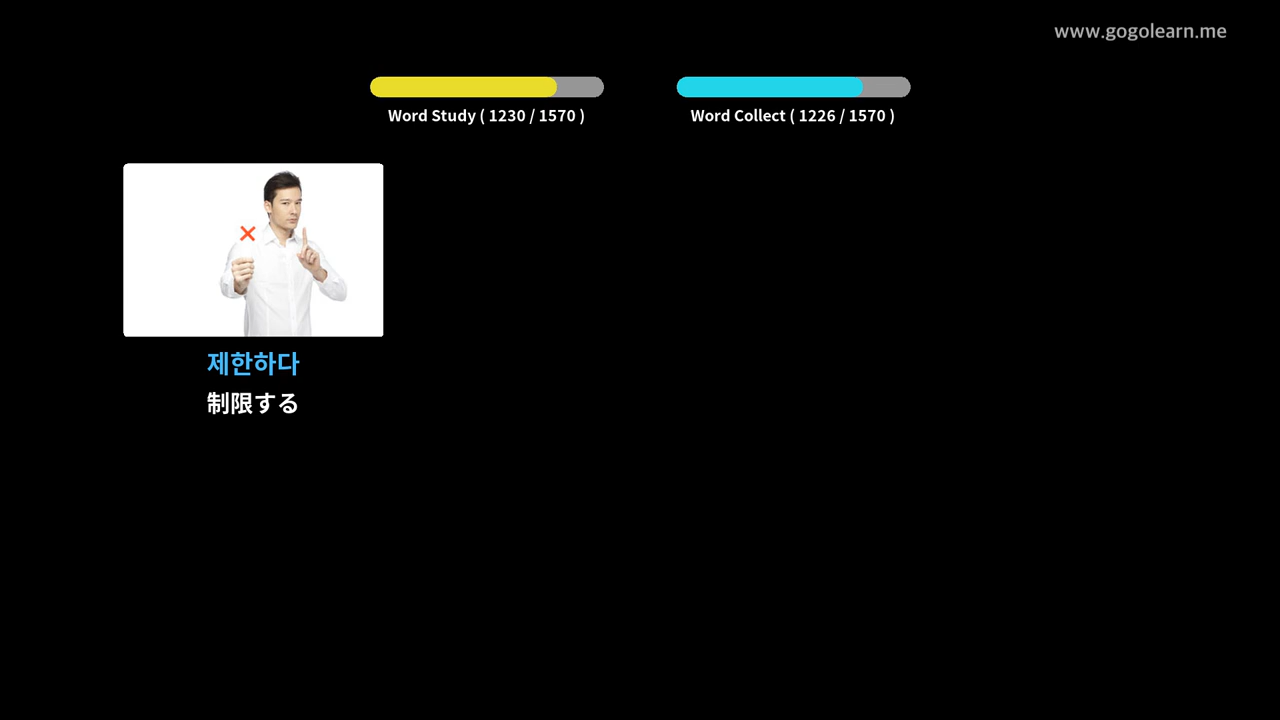 www.gogolearn.me
Word Study ( 1230 / 1570 )
Word Collect ( 1226 / 1570 )
제한하다
制限する